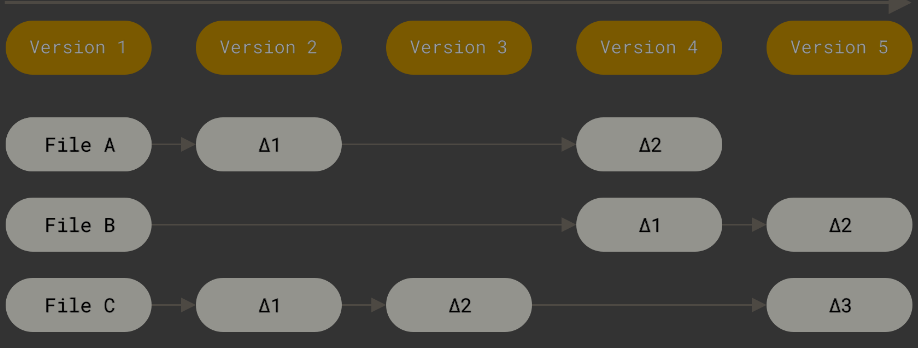 Version 1 Version 2 Version 3 Version 4 Version 5
File A Δ1 Δ2
File B Δ1 Δ2
File C Δ1 Δ2 Δ3